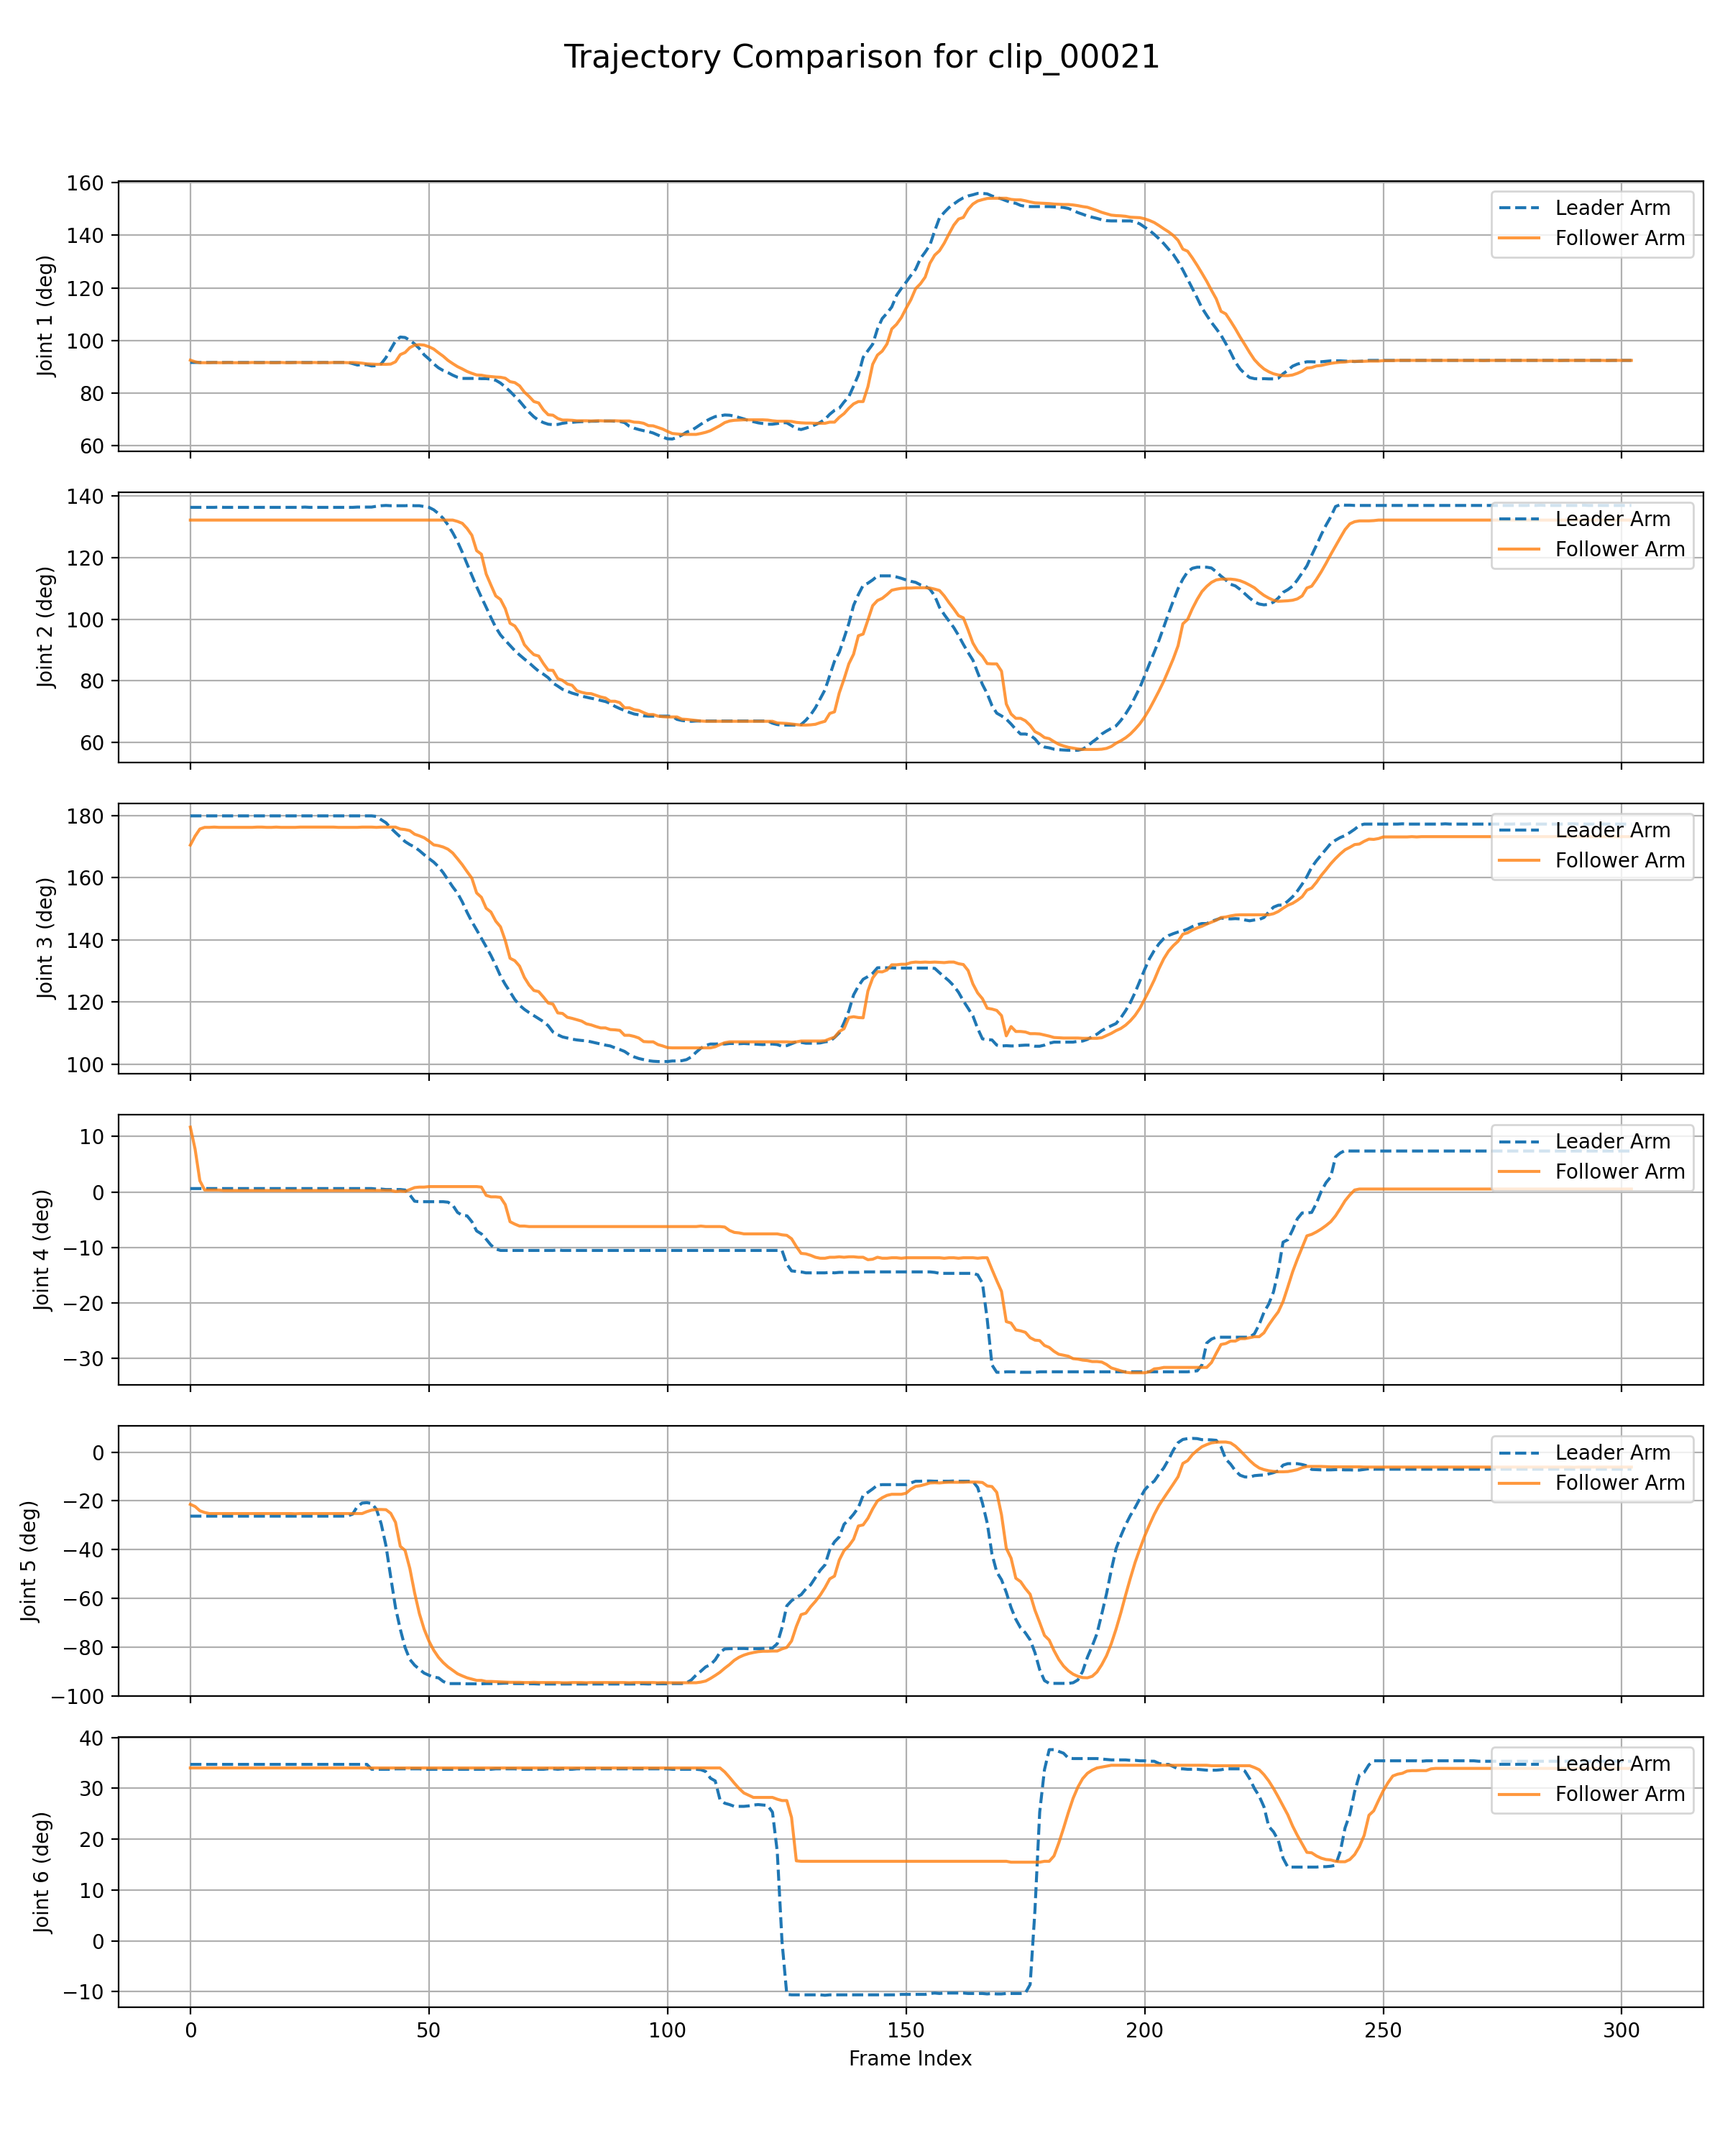 Trajectory Comparison for clip_00021
160
140
120
100
80
60
Joint 1 (deg)
Leader Arm
Follower Arm
140
120
100
80
60
Joint 2 (deg)
Leader Arm
Follower Arm
180
160
140
120
100
Joint 3 (deg)
Leader Arm
Follower Arm
10
0
−10
−20
−30
Joint 4 (deg)
Leader Arm
Follower Arm
0
−20
−40
−60
−80
−100
Joint 5 (deg)
Leader Arm
Follower Arm
40
30
20
10
0
−10
Joint 6 (deg)
Leader Arm
Follower Arm
0 50 100 150 200 250 300
Frame Index